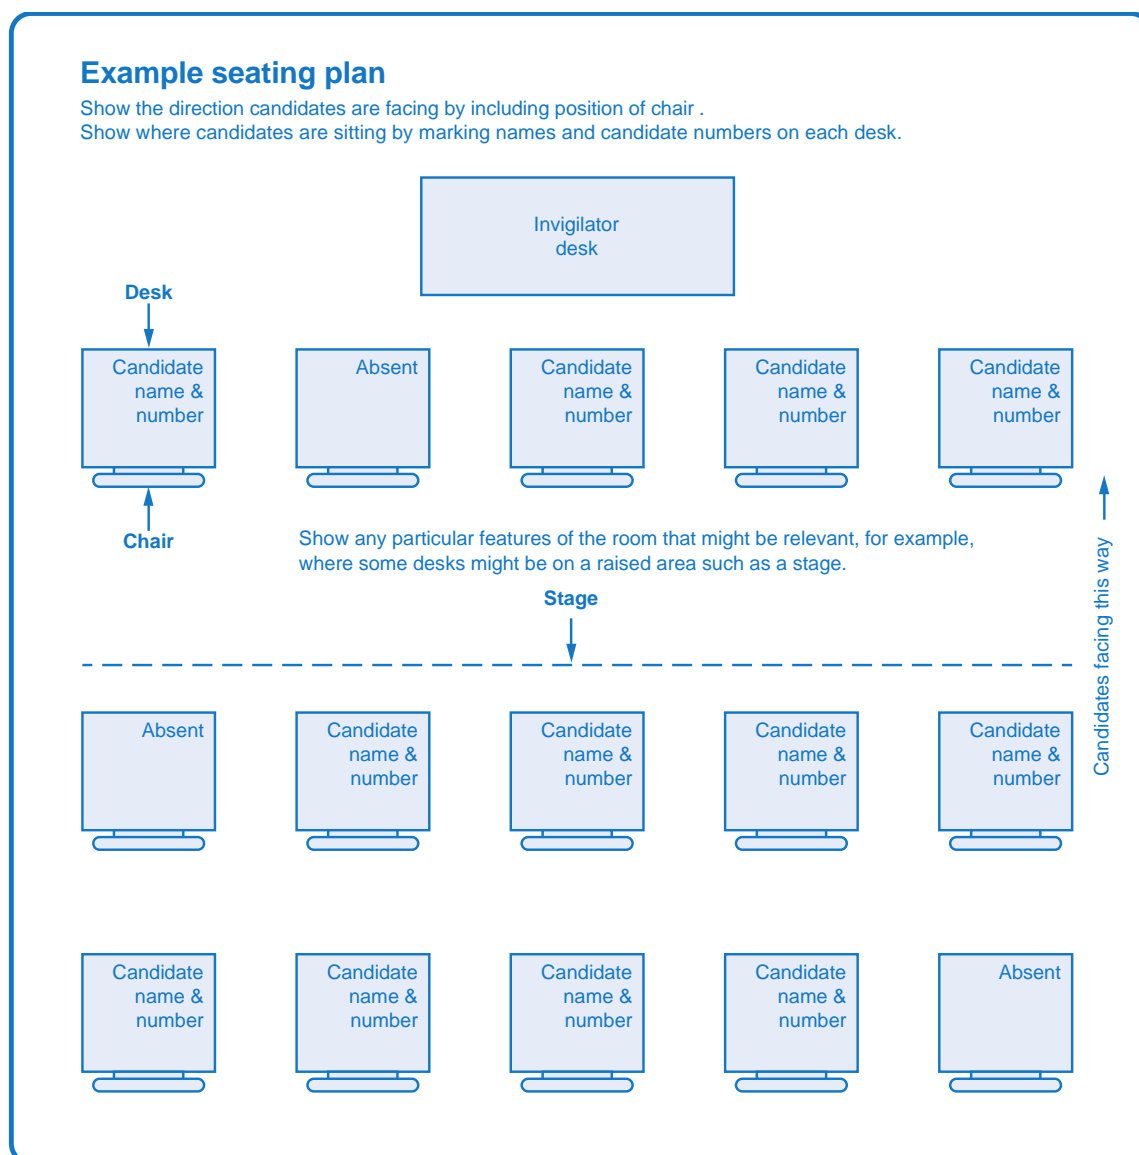 Example seating plan
Show the direction candidates are facing by including position of chair .
Show where candidates are sitting by marking names and candidate numbers on each desk.
Invigilator
desk
Desk
Candidate
name &
number
Absent
Candidate
name &
number
Candidate
name &
number
Candidate
name &
number
Chair
Show any particular features of the room that might be relevant, for example,
where some desks might be on a raised area such as a stage.
Stage
Candidates facing this way
Absent
Candidate
name &
number
Candidate
name &
number
Candidate
name &
number
Candidate
name &
number
Candidate
name &
number
Candidate
name &
number
Candidate
name &
number
Candidate
name &
number
Absent